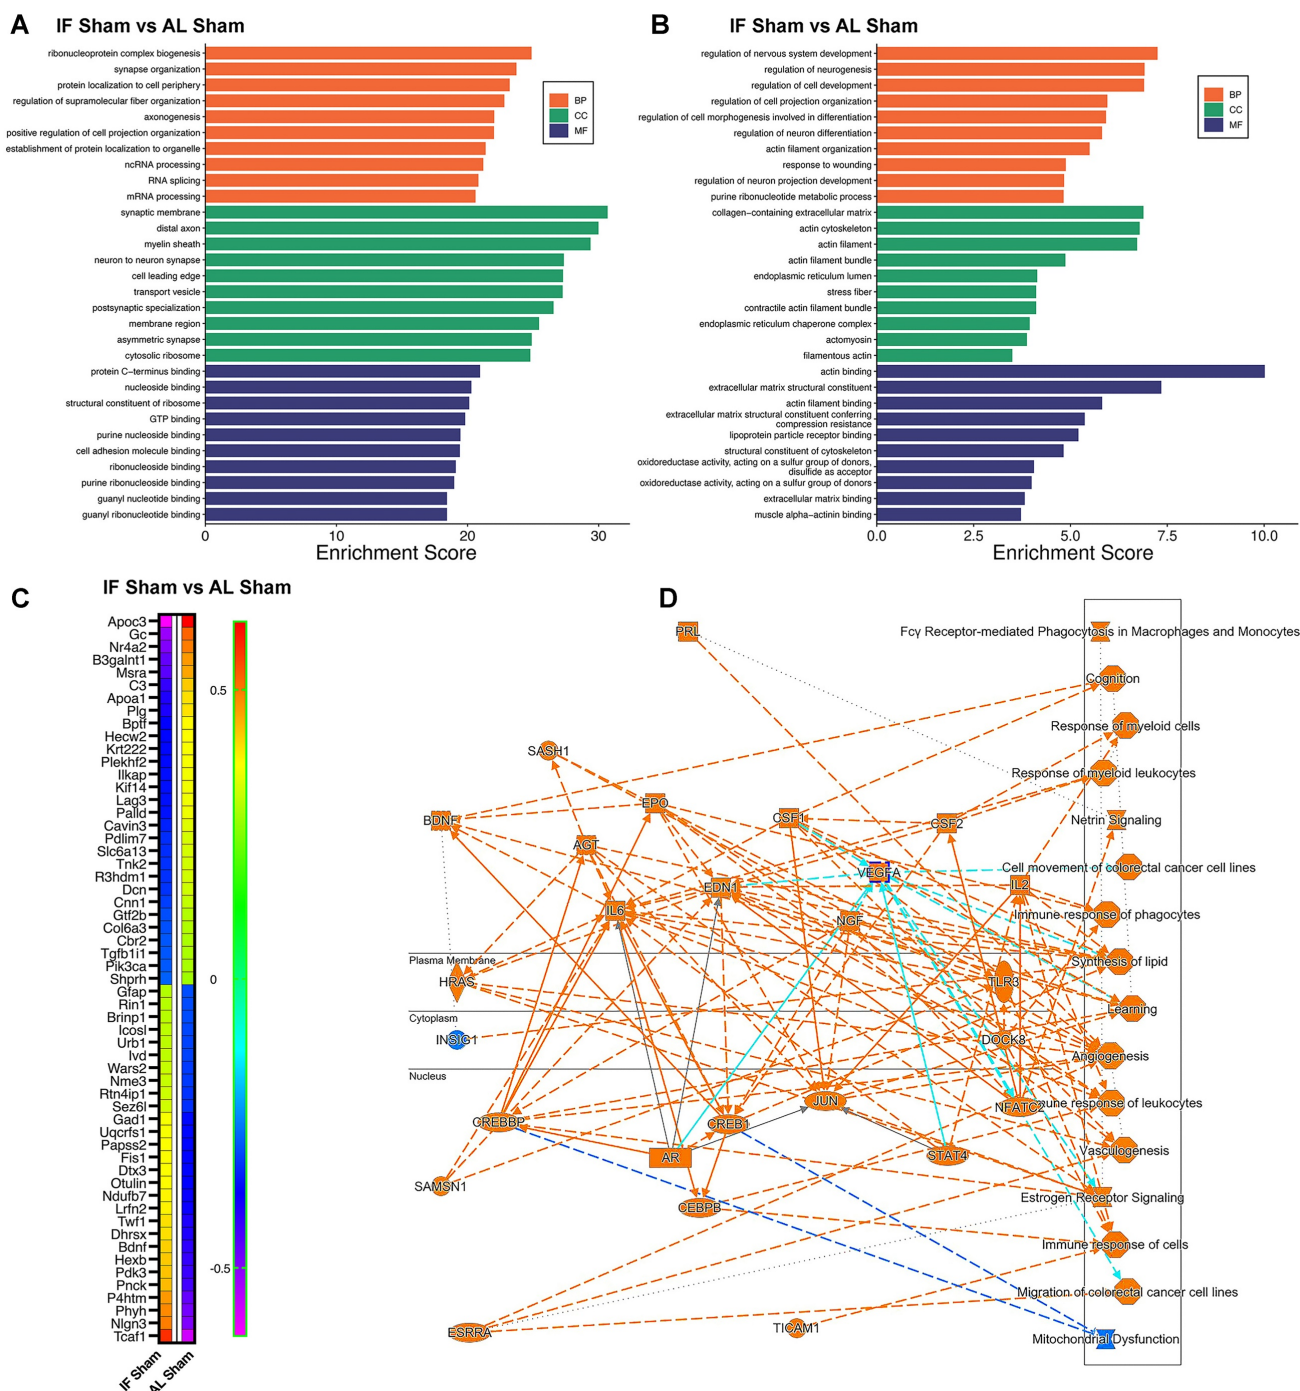 A
IF Sham vs AL Sham
ribonucleoprotein complex biogenesis
synapse organization
protein localization to cell periphery
regulation of supramolecular fiber organization
axonogenesis
positive regulation of cell projection organization
establishment of protein localization to organelle
ncRNA processing
RNA splicing
mRNA processing
synaptic membrane
distal axon
myelin sheath
neuron to neuron synapse
cell leading edge
transport vesicle
postsynaptic specialization
membrane region
asymmetric synapse
cytosolic ribosome
protein C−terminus binding
nucleoside binding
structural constituent of ribosome
GTP binding
purine nucleoside binding
cell adhesion molecule binding
ribonucleoside binding
purine ribonucleoside binding
guanyl nucleotide binding
guanyl ribonucleotide binding
BP
CC
MF
0 10 20 30
Enrichment Score
B
IF Sham vs AL Sham
regulation of nervous system development
regulation of neurogenesis
regulation of cell development
regulation of cell projection organization
regulation of cell morphogenesis involved in differentiation
regulation of neuron differentiation
actin filament organization
response to wounding
regulation of neuron projection development
purine ribonucleotide metabolic process
collagen−containing extracellular matrix
actin cytoskeleton
actin filament
actin filament bundle
endoplasmic reticulum lumen
stress fiber
contractile actin filament bundle
endoplasmic reticulum chaperone complex
actomyosin
filamentous actin
actin binding
extracellular matrix structural constituent
actin filament binding
extracellular matrix structural constituent conferring
compression resistance
lipoprotein particle receptor binding
structural constituent of cytoskeleton
oxidoreductase activity, acting on a sulfur group of donors,
disulfide as acceptor
oxidoreductase activity, acting on a sulfur group of donors
extracellular matrix binding
muscle alpha−actinin binding
BP
CC
MF
0.0 2.5 5.0 7.5 10.0
Enrichment Score
C
IF Sham vs AL Sham
Apoc3
Gc
Nr4a2
B3galnt1
Msra
C3
Apoa1
Plg
Bptf
Hecw2
Krt222
Plekhf2
Ilkap
Kif14
Lag3
Palld
Cavin3
Pdlim7
Slc6a13
Tnk2
R3hdm1
Dcn
Cnn1
Gtf2b
Col6a3
Cbr2
Tgfb1i1
Pik3ca
Shprh
Gfap
Rin1
Brinp1
Icosl
Urb1
Ivd
Wars2
Nme3
Rtn4ip1
Sez6l
Gad1
Uqcrfs1
Papss2
Fis1
Dtx3
Otulin
Ndufb7
Lrfn2
Twf1
Dhrsx
Bdnf
Hexb
Pdk3
Pnck
P4htm
Phyh
Nlgn3
Tcaf1
IF Sham
AL Sham
0.5
0
-0.5
D
PRL
SASH1
EPO
BDNF
CSF1
CSF2
AGT
VEGFA
EDN1
IL2
IL6
NGF
Plasma Membrane
HRAS
TLR3
Cytoplasm
INSIG1
DOCK8
Nucleus
JUN
NFATC2
CREBBP
CREB1
AR
STAT4
SAMSN1
CEBPB
ESRRA
TICAM1
Fcγ Receptor-mediated Phagocytosis in Macrophages and Monocytes
Cognition
Response of myeloid cells
Response of myeloid leukocytes
Netrin Signaling
Cell movement of colorectal cancer cell lines
Immune response of phagocytes
Synthesis of lipid
Learning
Angiogenesis
response of leukocytes
Vasculogenesis
Estrogen Receptor Signaling
Immune response of cells
Migration of colorectal cancer cell lines
Mitochondrial Dysfunction